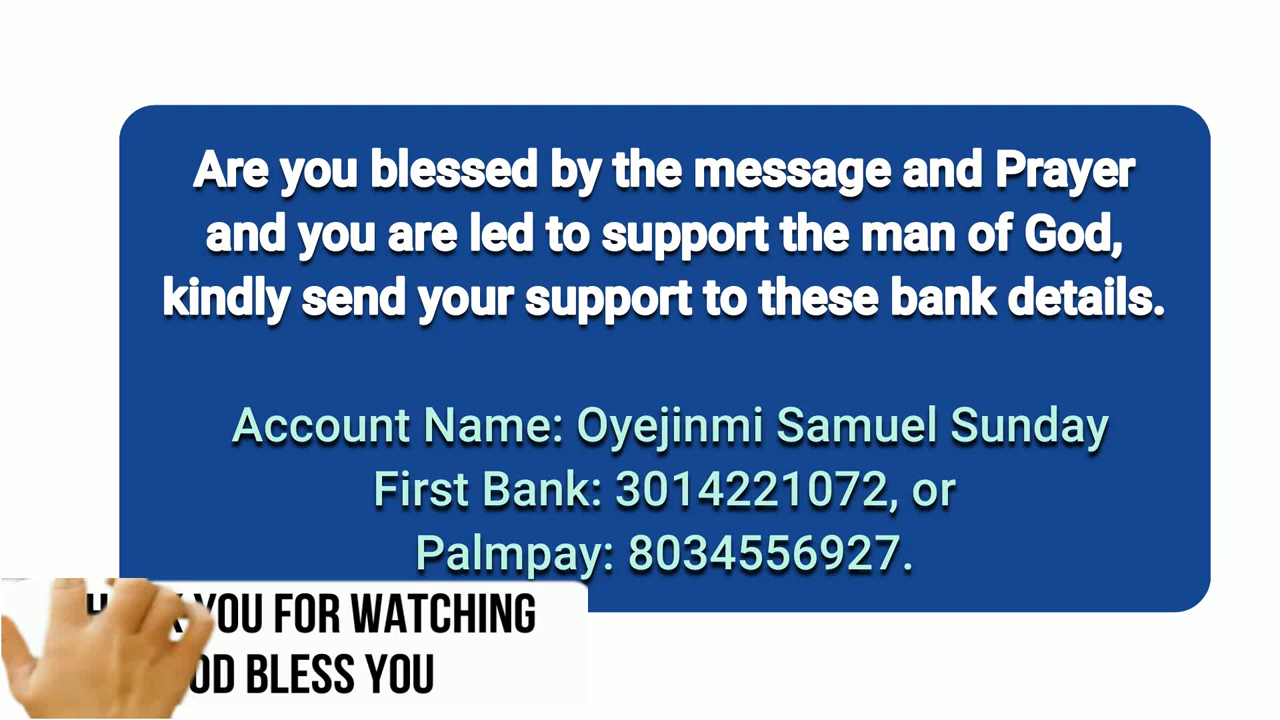 Are you blessed by the message and Prayer
and you are led to support the man of God,
kindly send your support to these bank details.
Account Name: Oyejinmi Samuel Sunday
First Bank: 3014221072, or
Palmpay: 8034556927.
YOU FOR WATCHING
BLESS YOU